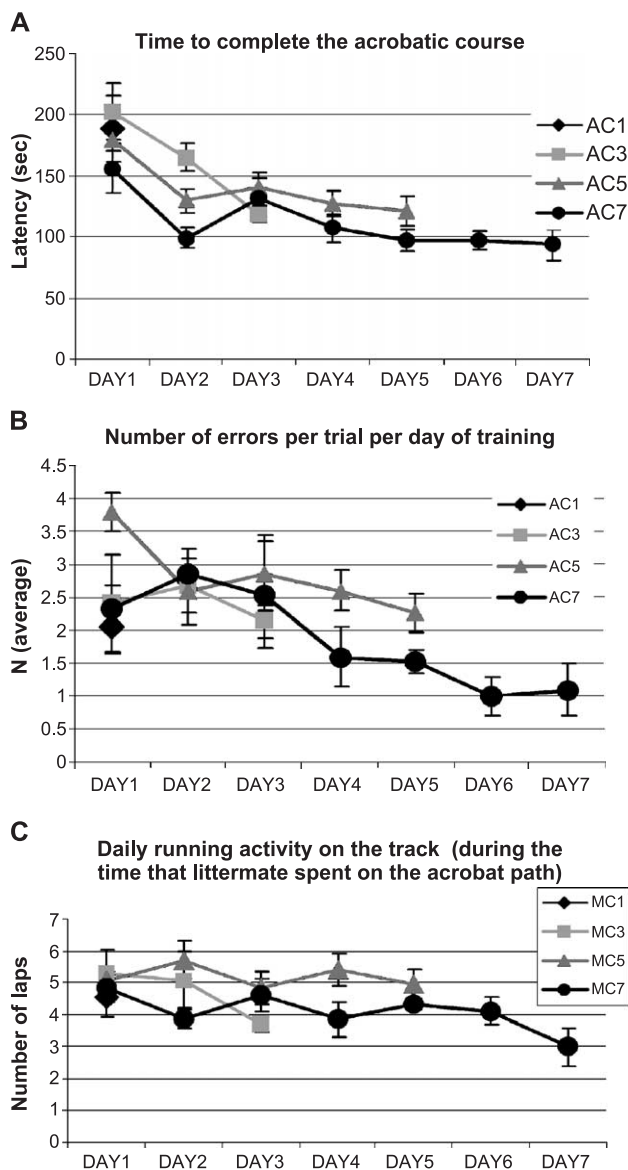 A
Time to complete the acrobatic course
250
200
150
100
50
0
Latency (sec)
AC1
AC3
AC5
AC7
DAY1 DAY2 DAY3 DAY4 DAY5 DAY6 DAY7
B
Number of errors per trial per day of training
4.5
4
3.5
3
2.5
2
1.5
1
0.5
0
N (average)
AC1
AC3
AC5
AC7
DAY1 DAY2 DAY3 DAY4 DAY5 DAY6 DAY7
C
Daily running activity on the track (during the
time that littermate spent on the acrobat path)
7
6
5
4
3
2
1
0
Number of laps
MC1
MC3
MC5
MC7
DAY1 DAY2 DAY3 DAY4 DAY5 DAY6 DAY7